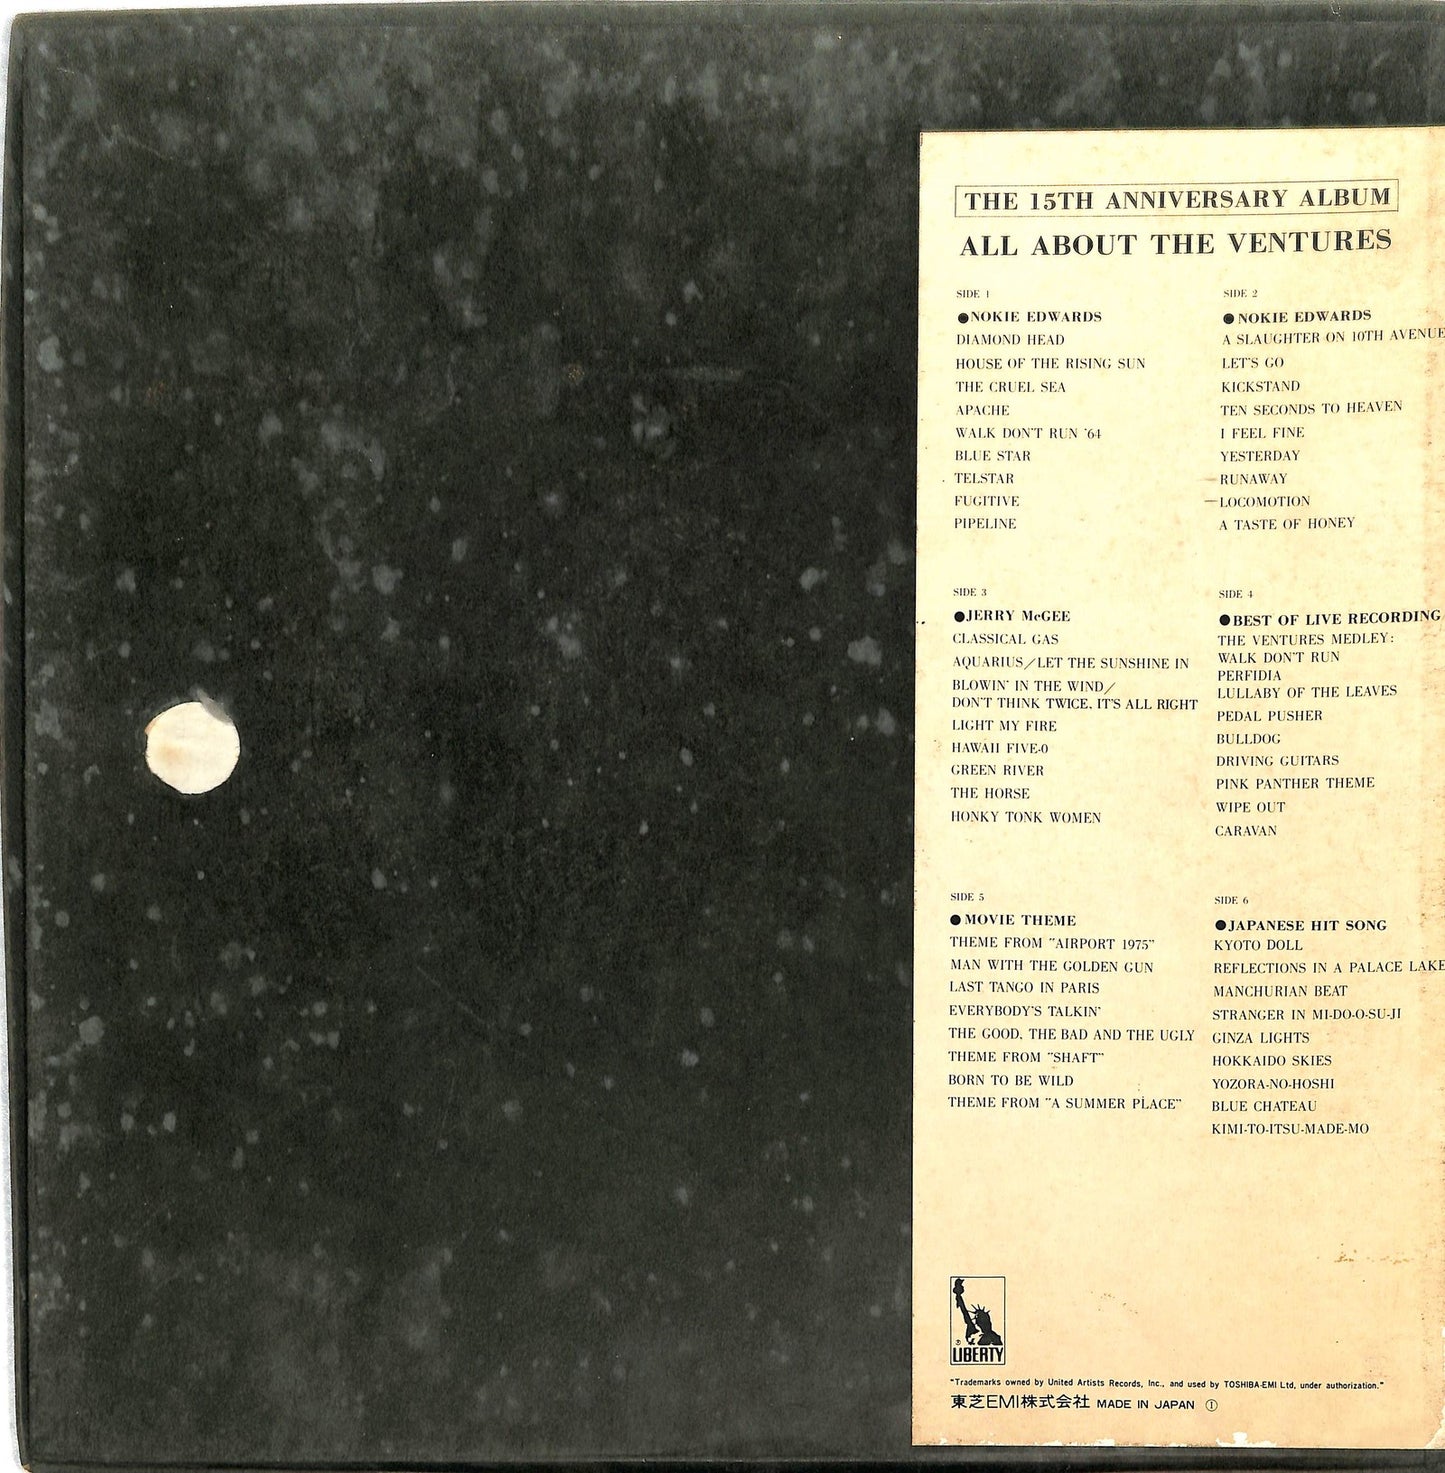 THE 15TH ANNIVERSARY ALBUM
ALL ABOUT THE VENTURES
SIDE 1
●NOKIE EDWARDS
DIAMOND HEAD
HOUSE OF THE RISING SUN
THE CRUEL SEA
APACHE
WALK DON'T RUN '64
BLUE STAR
TELSTAR
FUGITIVE
PIPELINE
SIDE 2
●NOKIE EDWARDS
A SLAUGHTER ON 10TH AVENUE
LET'S GO
KICKSTAND
TEN SECONDS TO HEAVEN
I FEEL FINE
YESTERDAY
RUNAWAY
LOCOMOTION
A TASTE OF HONEY
SIDE 3
●JERRY McGEE
CLASSICAL GAS
AQUARIUS/LET THE SUNSHINE IN
BLOWIN' IN THE WIND/
DON'T THINK TWICE, IT'S ALL RIGHT
LIGHT MY FIRE
HAWAII FIVE-O
GREEN RIVER
THE HORSE
HONKY TONK WOMEN
SIDE 4
●BEST OF LIVE RECORDING
THE VENTURES MEDLEY:
WALK DON'T RUN
PERFIDIA
LULLABY OF THE LEAVES
PEDAL PUSHER
BULLDOG
DRIVING GUITARS
PINK PANTHER THEME
WIPE OUT
CARAVAN
SIDE 5
●MOVIE THEME
THEME FROM "AIRPORT 1975"
MAN WITH THE GOLDEN GUN
LAST TANGO IN PARIS
EVERYBODY'S TALKIN'
THE GOOD, THE BAD AND THE UGLY
THEME FROM "SHAFT"
BORN TO BE WILD
THEME FROM "A SUMMER PLACE"
SIDE 6
●JAPANESE HIT SONG
KYOTO DOLL
REFLECTIONS IN A PALACE LAKE
MANCHURIAN BEAT
STRANGER IN MI-DO-O-SU-JI
GINZA LIGHTS
HOKKAIDO SKIES
YOZORA-NO-HOSHI
BLUE CHATEAU
KIMI-TO-ITSU-MADE-MO
®
LIBERTY
"Trademarks owned by United Artists Records, Inc., and used by TOSHIBA-EMI Ltd, under authorization."
東芝EMI株式会社 MADE IN JAPAN Ⓘ